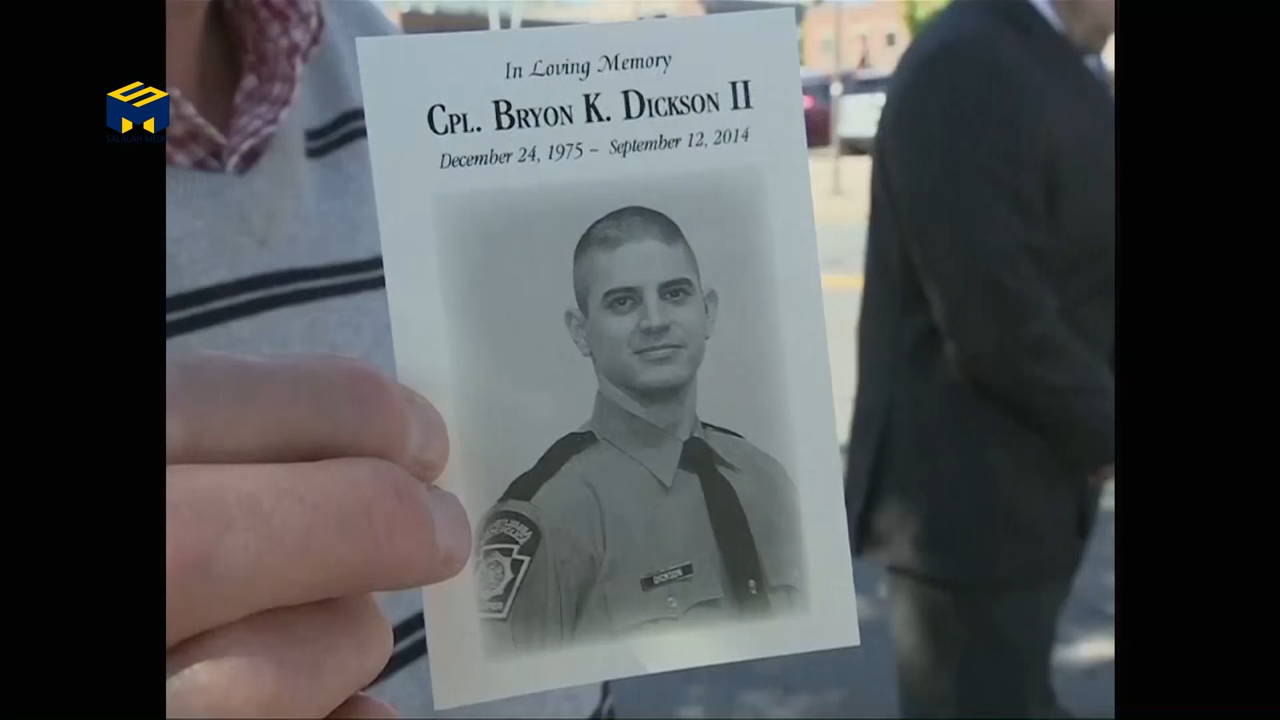 In Loving Memory
CPL. BRYON K. DICKSON II
December 24, 1975 ~ September 12, 2014
DICKSON